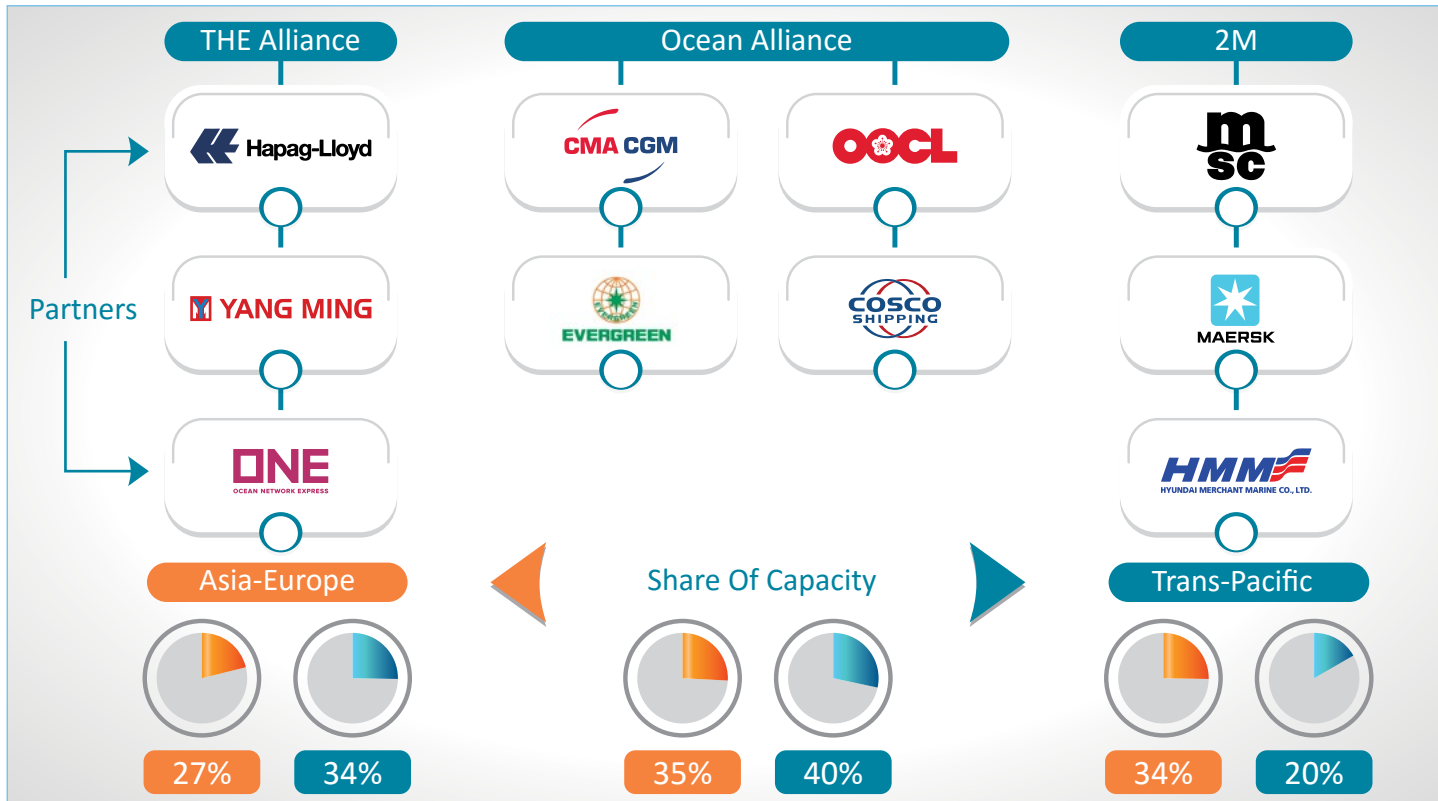 THE Alliance
Ocean Alliance
2M
Partners
Hapag-Lloyd
CMA CGM
OOCL
msc
YANG MING
EVERGREEN
EVERGREEN
COSCO
SHIPPING
MAERSK
ONE
OCEAN NETWORK EXPRESS
HMM
HYUNDAI MERCHANT MARINE CO., LTD.
Asia-Europe
Share Of Capacity
Trans-Pacific
27%
34%
35%
40%
34%
20%